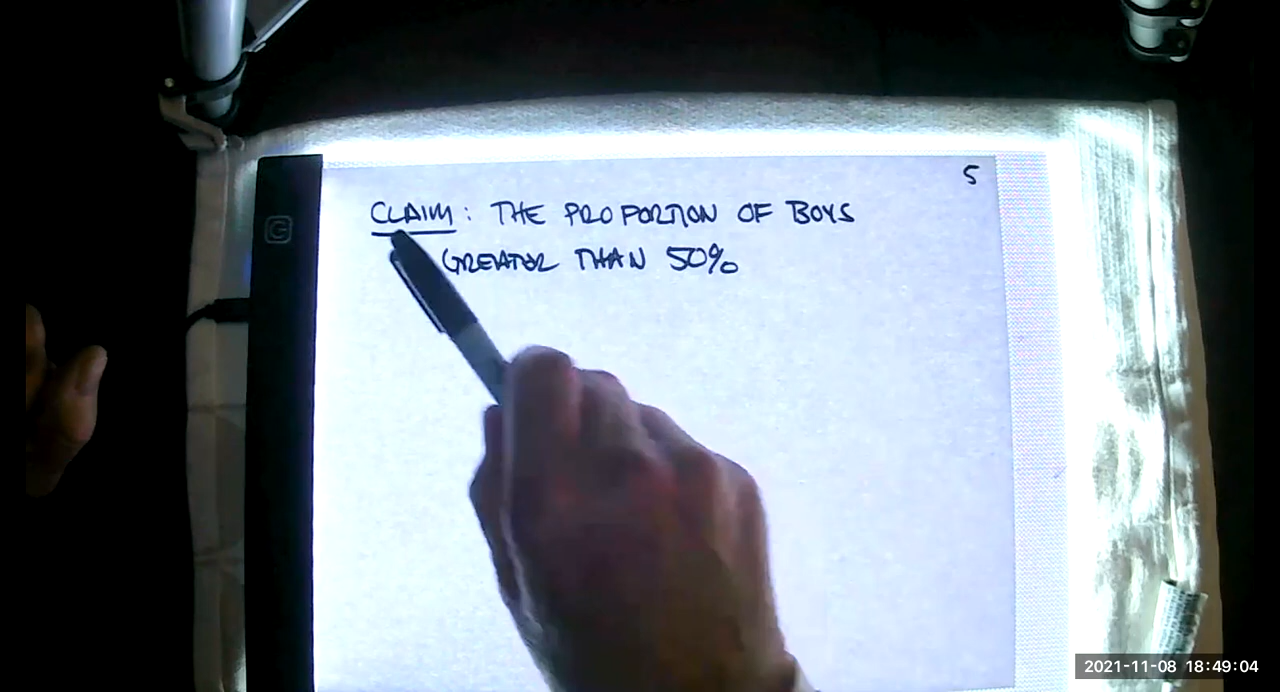 5
CLAIM: THE PROPORTION OF BOYS
GREATER THAN 50%
2021-11-08 18:49:04